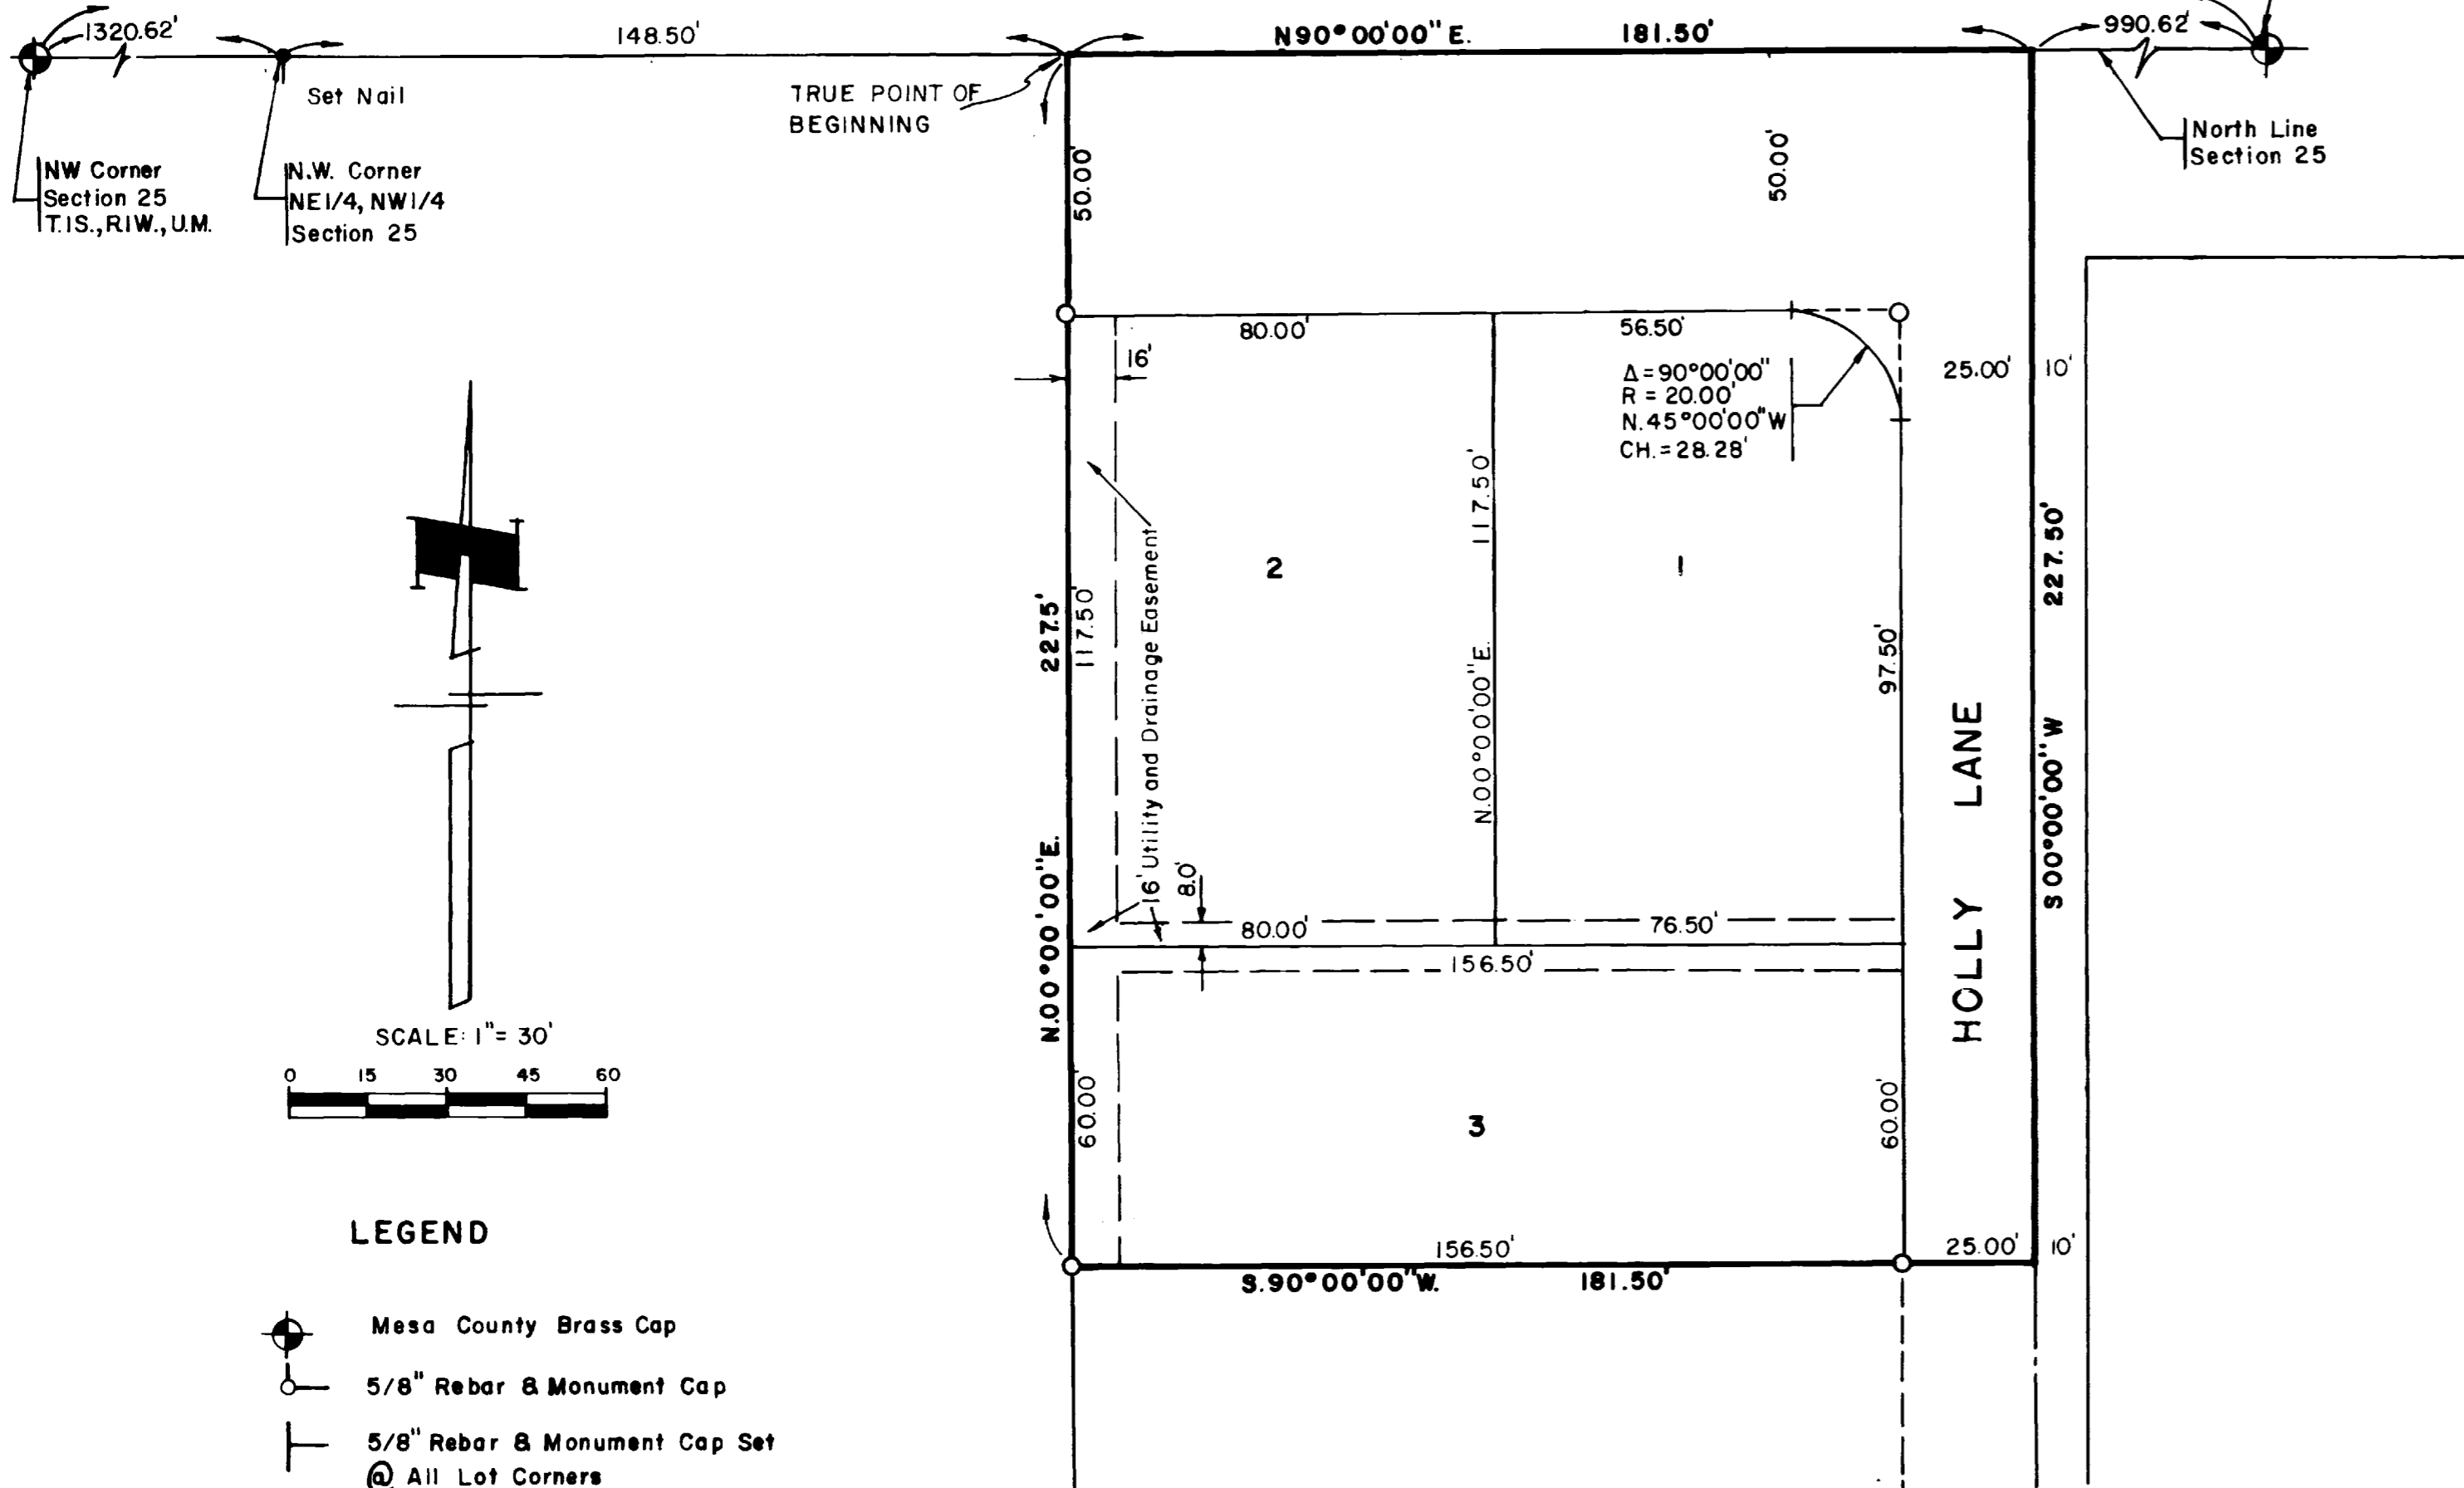 1320.62'
148.50'
N90°00'00"E.
181.50'
990.62'
Set Nail
TRUE POINT OF
BEGINNING
NW Corner
Section 25
T.1S.,R1W.,U.M.
N.W. Corner
NE1/4, NW1/4
Section 25
North Line
Section 25
50.00'
50.00'
80.00'
56.50'
16'
Δ=90°00'00"
R = 20.00'
N.45°00'00"W
CH.=28.28'
25.00'
10'
117.50'
N.00°00'00"E.
2
1
227.5'
117.50'
N.00°00'00"E.
16' Utility and Drainage Easement
97.50'
HOLLY LANE
227.50'
S 00°00'00"W
8.0'
80.00'
76.50'
156.50'
60.00'
60.00'
3
156.50'
25.00'
10'
S.90°00'00"W.
181.50'
SCALE: 1"= 30'
0 15 30 45 60
LEGEND
Mesa County Brass Cap
5/8" Rebar & Monument Cap
5/8" Rebar & Monument Cap Set
@ All Lot Corners